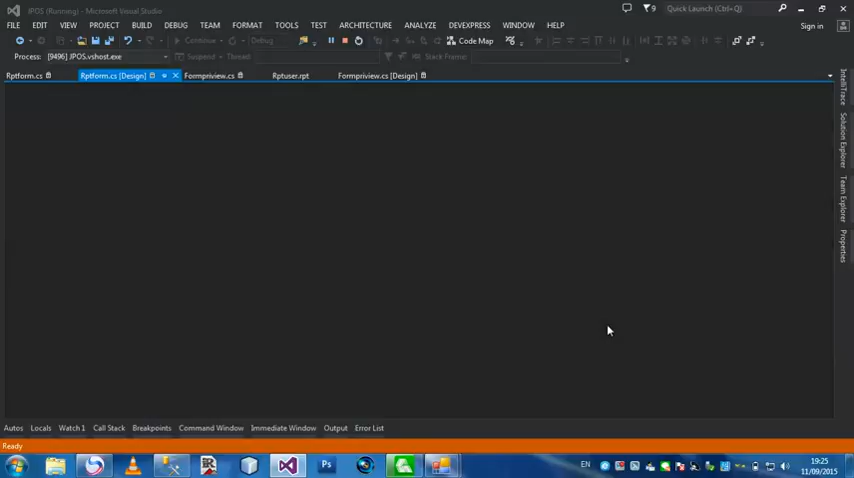 JPOS (Running) - Microsoft Visual Studio
9
Quick Launch (Ctrl+Q)
FILE EDIT VIEW PROJECT BUILD DEBUG TEAM FORMAT TOOLS TEST ARCHITECTURE ANALYZE DEVEXPRESS WINDOW HELP
Sign in
Continue Debug Code Map
Process: [9496] JPOS.vshost.exe Suspend Thread: Stack Frame:
Rptform.cs Rptform.cs [Design] Formpriview.cs Rptuser.rpt Formpriview.cs [Design]
IntelliTrace
Solution Explorer
Team Explorer
Properties
Autos Locals Watch 1 Call Stack Breakpoints Command Window Immediate Window Output Error List
Ready
Ps
EN
19:25
11/09/2015